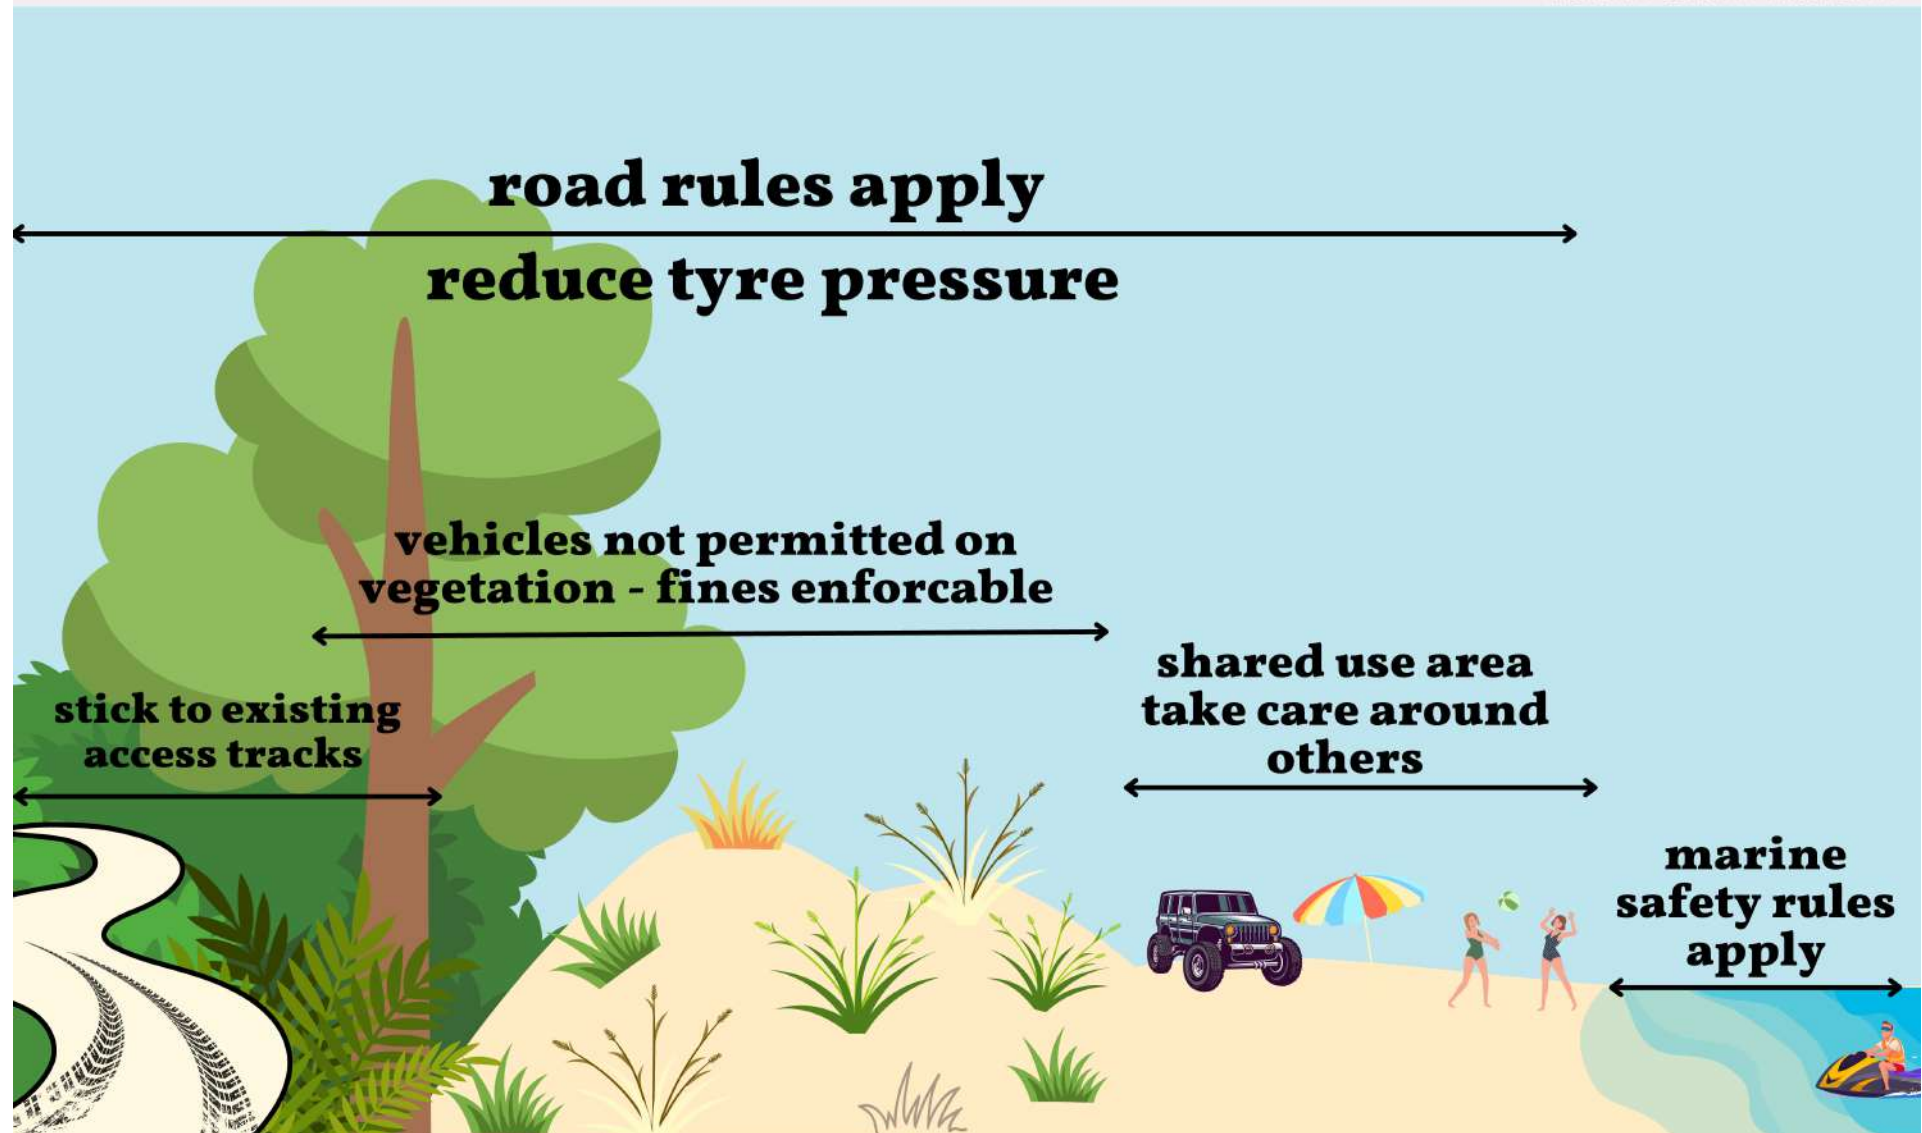 road rules apply
reduce tyre pressure
vehicles not permitted on
vegetation - fines enforcable
stick to existing
access tracks
shared use area
take care around
others
marine
safety rules
apply